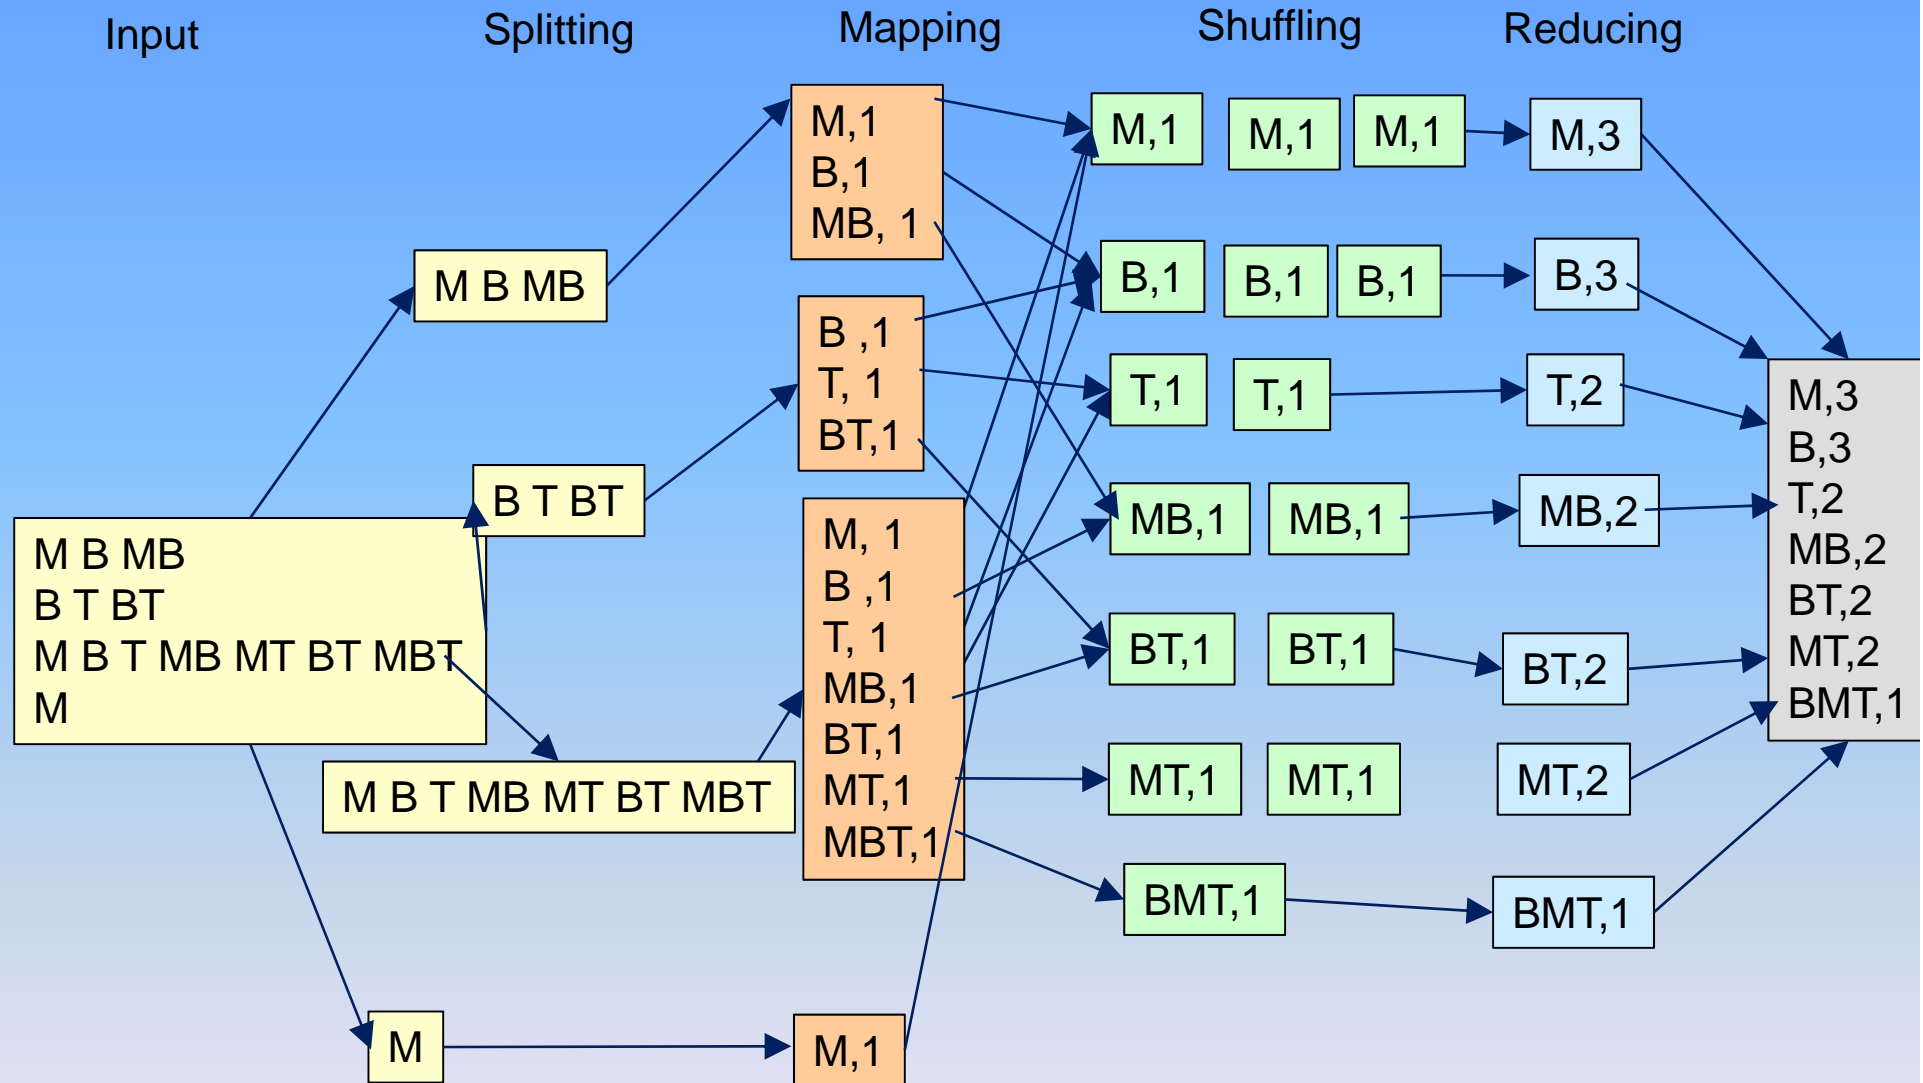 Input
Splitting
Mapping
Shuffling
Reducing
M B MB
B T BT
M B T MB MT BT MBT
M
M B MB
B T BT
M B T MB MT BT MBT
M
M,1
B,1
MB, 1
B ,1
T, 1
BT,1
M, 1
B ,1
T, 1
MB,1
BT,1
MT,1
MBT,1
M,1
M,1 M,1 M,1
B,1 B,1 B,1
T,1 T,1
MB,1 MB,1
BT,1 BT,1
MT,1 MT,1
BMT,1
M,3
B,3
T,2
MB,2
BT,2
MT,2
BMT,1
M,3
B,3
T,2
MB,2
BT,2
MT,2
BMT,1